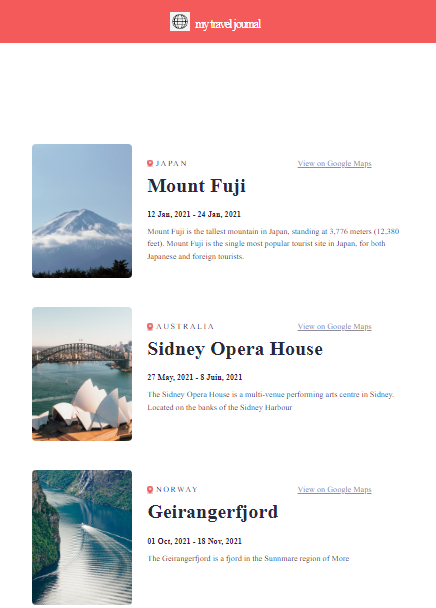 my travel journal
JAPAN
View on Google Maps
Mount Fuji
12 Jan, 2021 - 24 Jan, 2021
Mount Fuji is the tallest mountain in Japan, standing at 3,776 meters (12,380
feet). Mount Fuji is the single most popular tourist site in Japan, for both
Japanese and foreign tourists.
AUSTRALIA
View on Google Maps
Sidney Opera House
27 May, 2021 - 8 Juin, 2021
The Sidney Opera House is a multi-venue performing arts centre in Sidney.
Located on the banks of the Sidney Harbour
NORWAY
View on Google Maps
Geirangerfjord
01 Oct, 2021 - 18 Nov, 2021
The Geirangerfjord is a fjord in the Sunnmare region of More